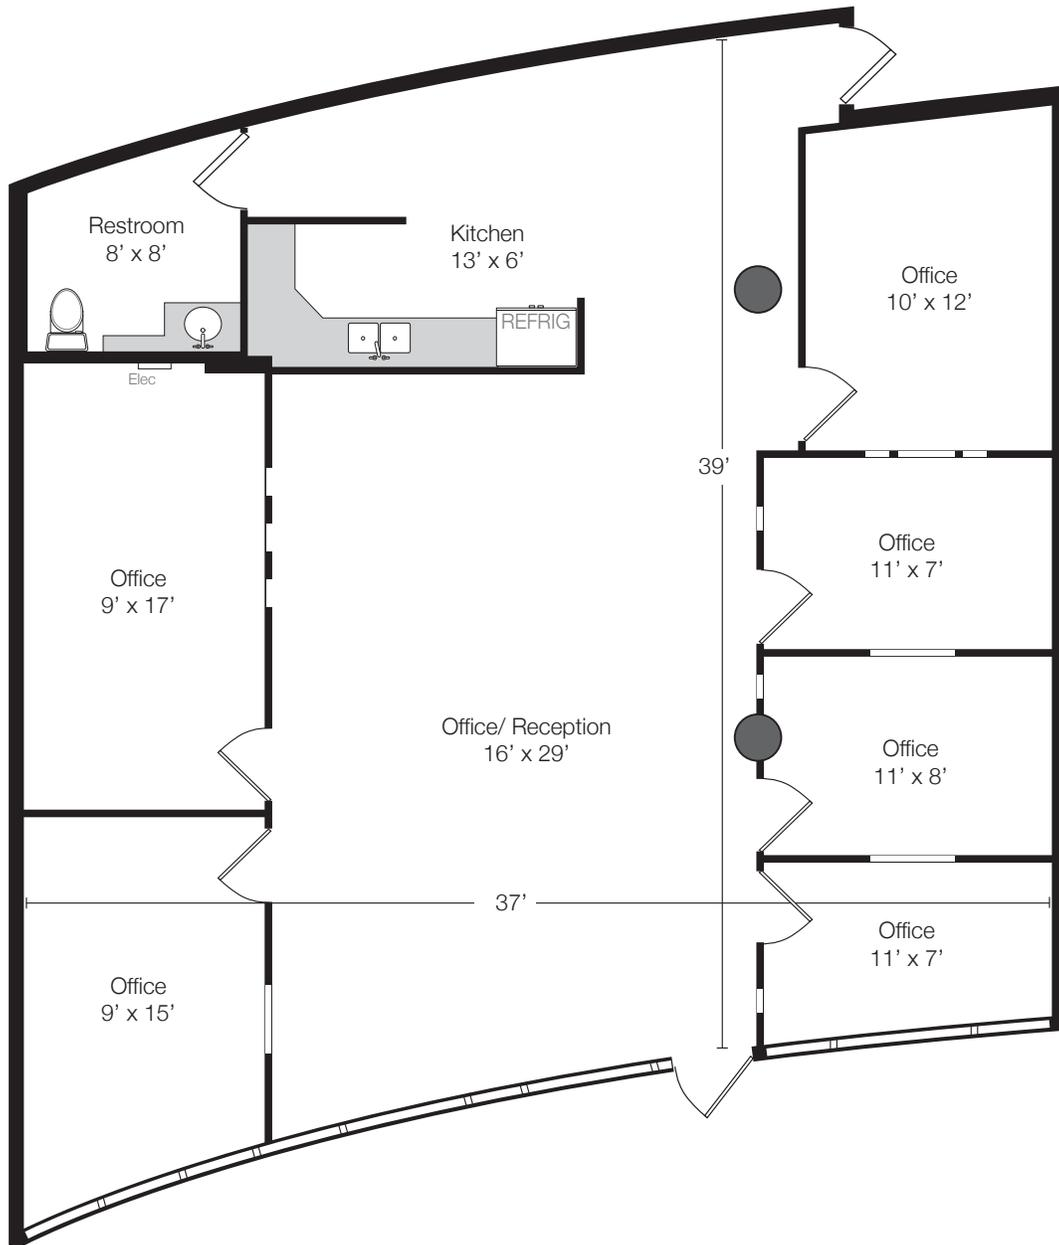 Restroom
8’ x 8’
Kitchen
13’ x 6’
Office
10’ x 12’
REFRIG
Elec
39’
Office
11’ x 7’
Office
9’ x 17’
Office/ Reception
16’ x 29’
Office
11’ x 8’
37’
Office
11’ x 7’
Office
9’ x 15’